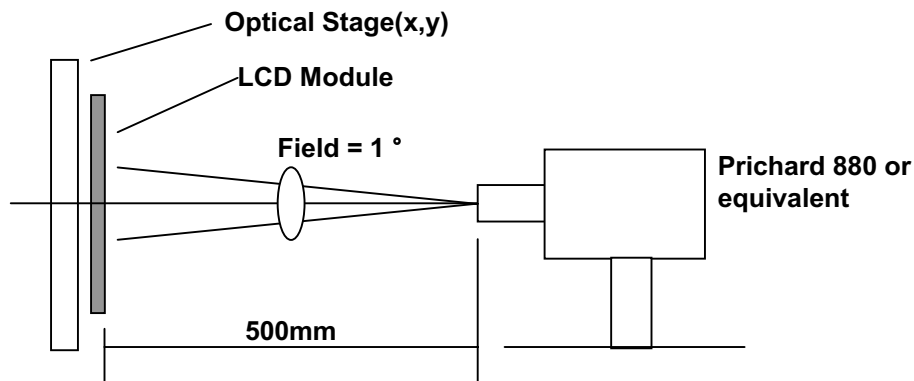 Optical Stage(x,y)
LCD Module
Field = 1 °
Prichard 880 or
equivalent
500mm